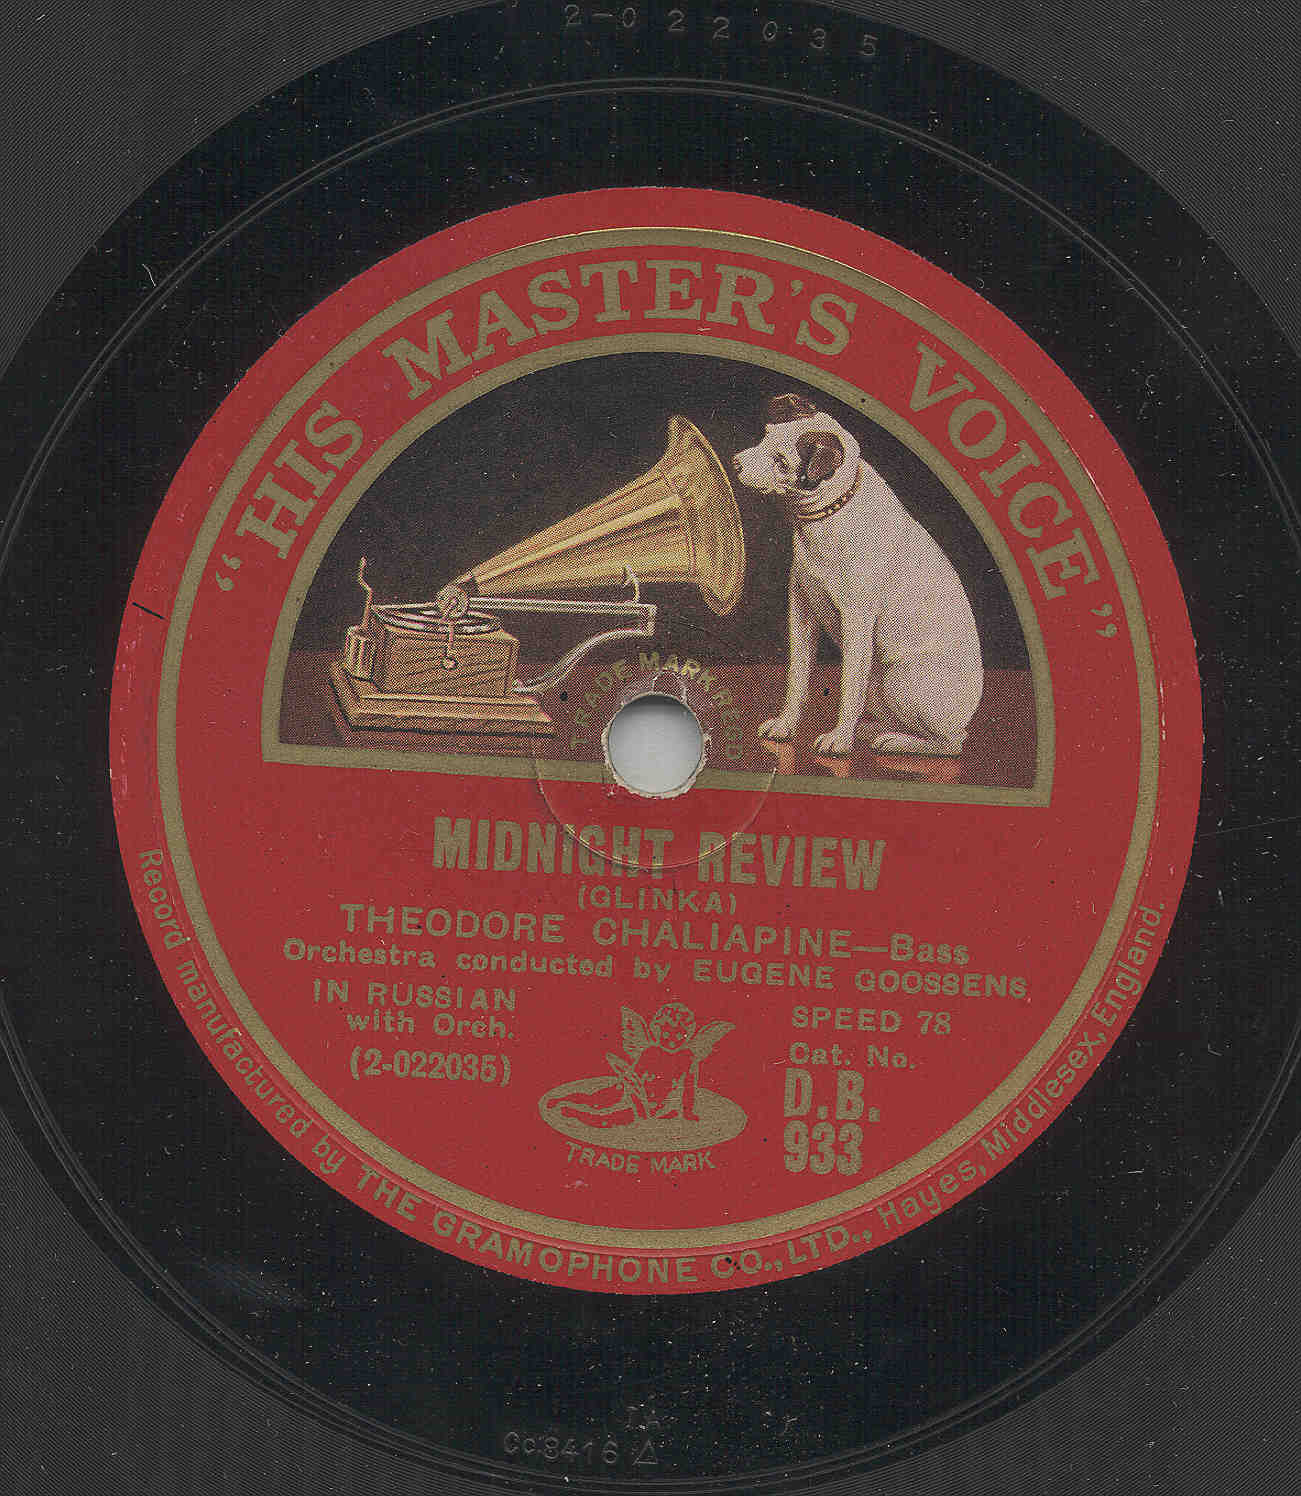 2-022035
"HIS MASTER'S VOICE"
TRADE MARK REGD
MIDNIGHT REVIEW
(GLINKA)
THEODORE CHALIAPINE—Bass
Orchestra conducted by EUGENE GOOSSENS
IN RUSSIAN
with Orch.
(2-022035)
SPEED 78
Cat. No.
D.B.
933
TRADE MARK
Record manufactured by THE GRAMOPHONE CO., LTD., Hayes, Middlesex, England.
Cc8416 △